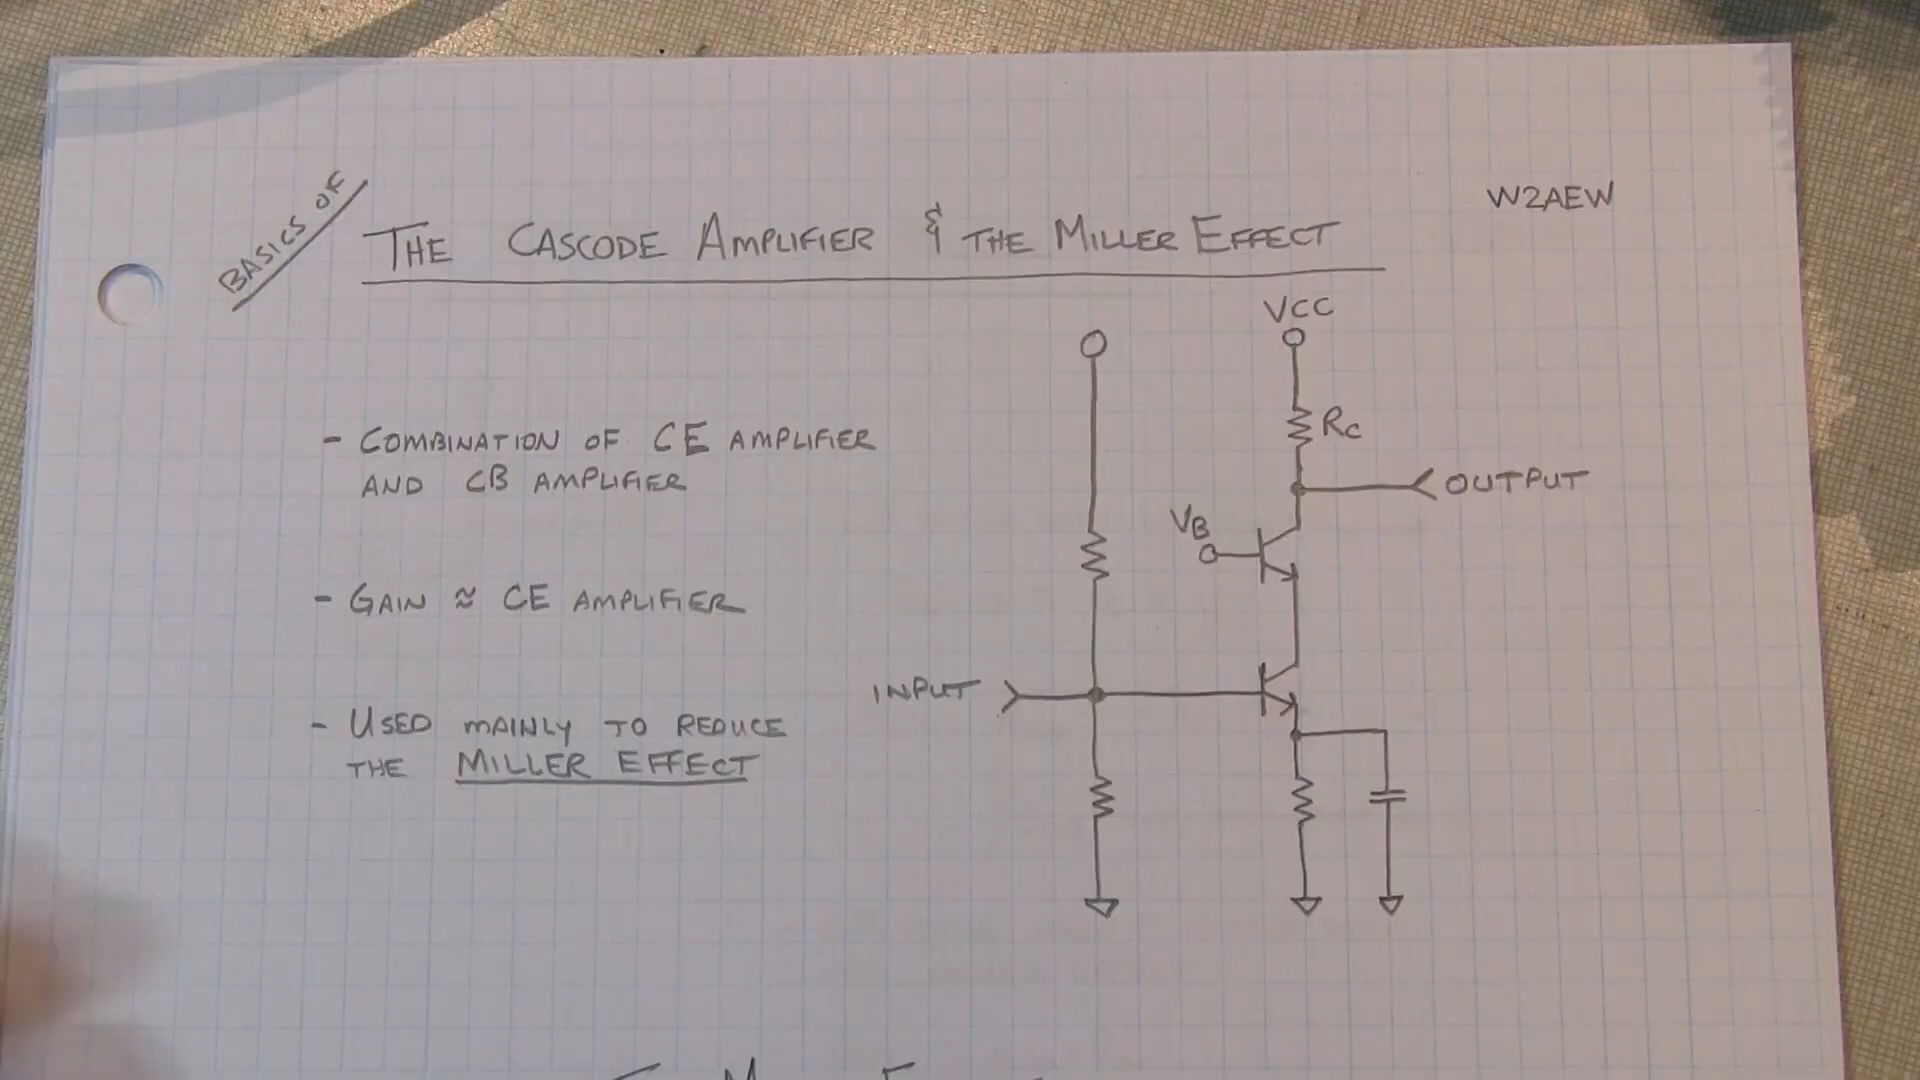 BASICS OF
THE CASCODE AMPLIFIER & THE MILLER EFFECT
W2AEW
VCC
- COMBINATION OF CE AMPLIFIER
AND CB AMPLIFIER
RC
OUTPUT
VB
- GAIN ≈ CE AMPLIFIER
INPUT
- USED MAINLY TO REDUCE
THE MILLER EFFECT